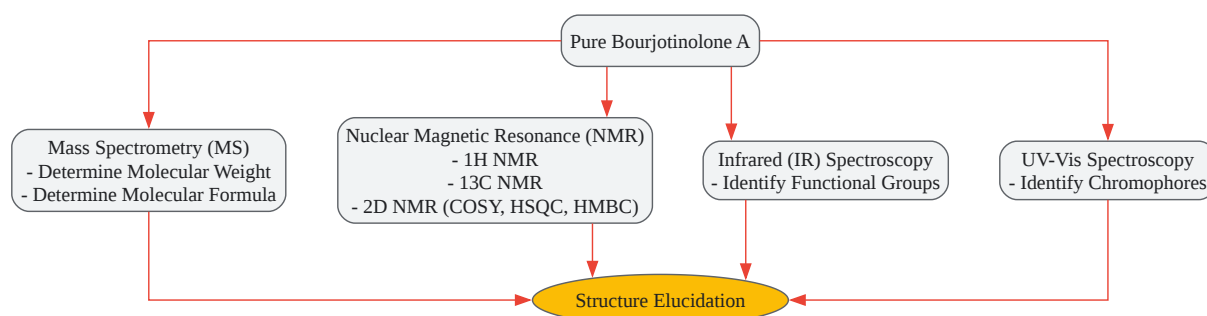 Pure Bourjotinolone A
Mass Spectrometry (MS)
- Determine Molecular Weight
- Determine Molecular Formula
Nuclear Magnetic Resonance (NMR)
- 1H NMR
- 13C NMR
- 2D NMR (COSY, HSQC, HMBC)
Infrared (IR) Spectroscopy
- Identify Functional Groups
UV-Vis Spectroscopy
- Identify Chromophores
Structure Elucidation